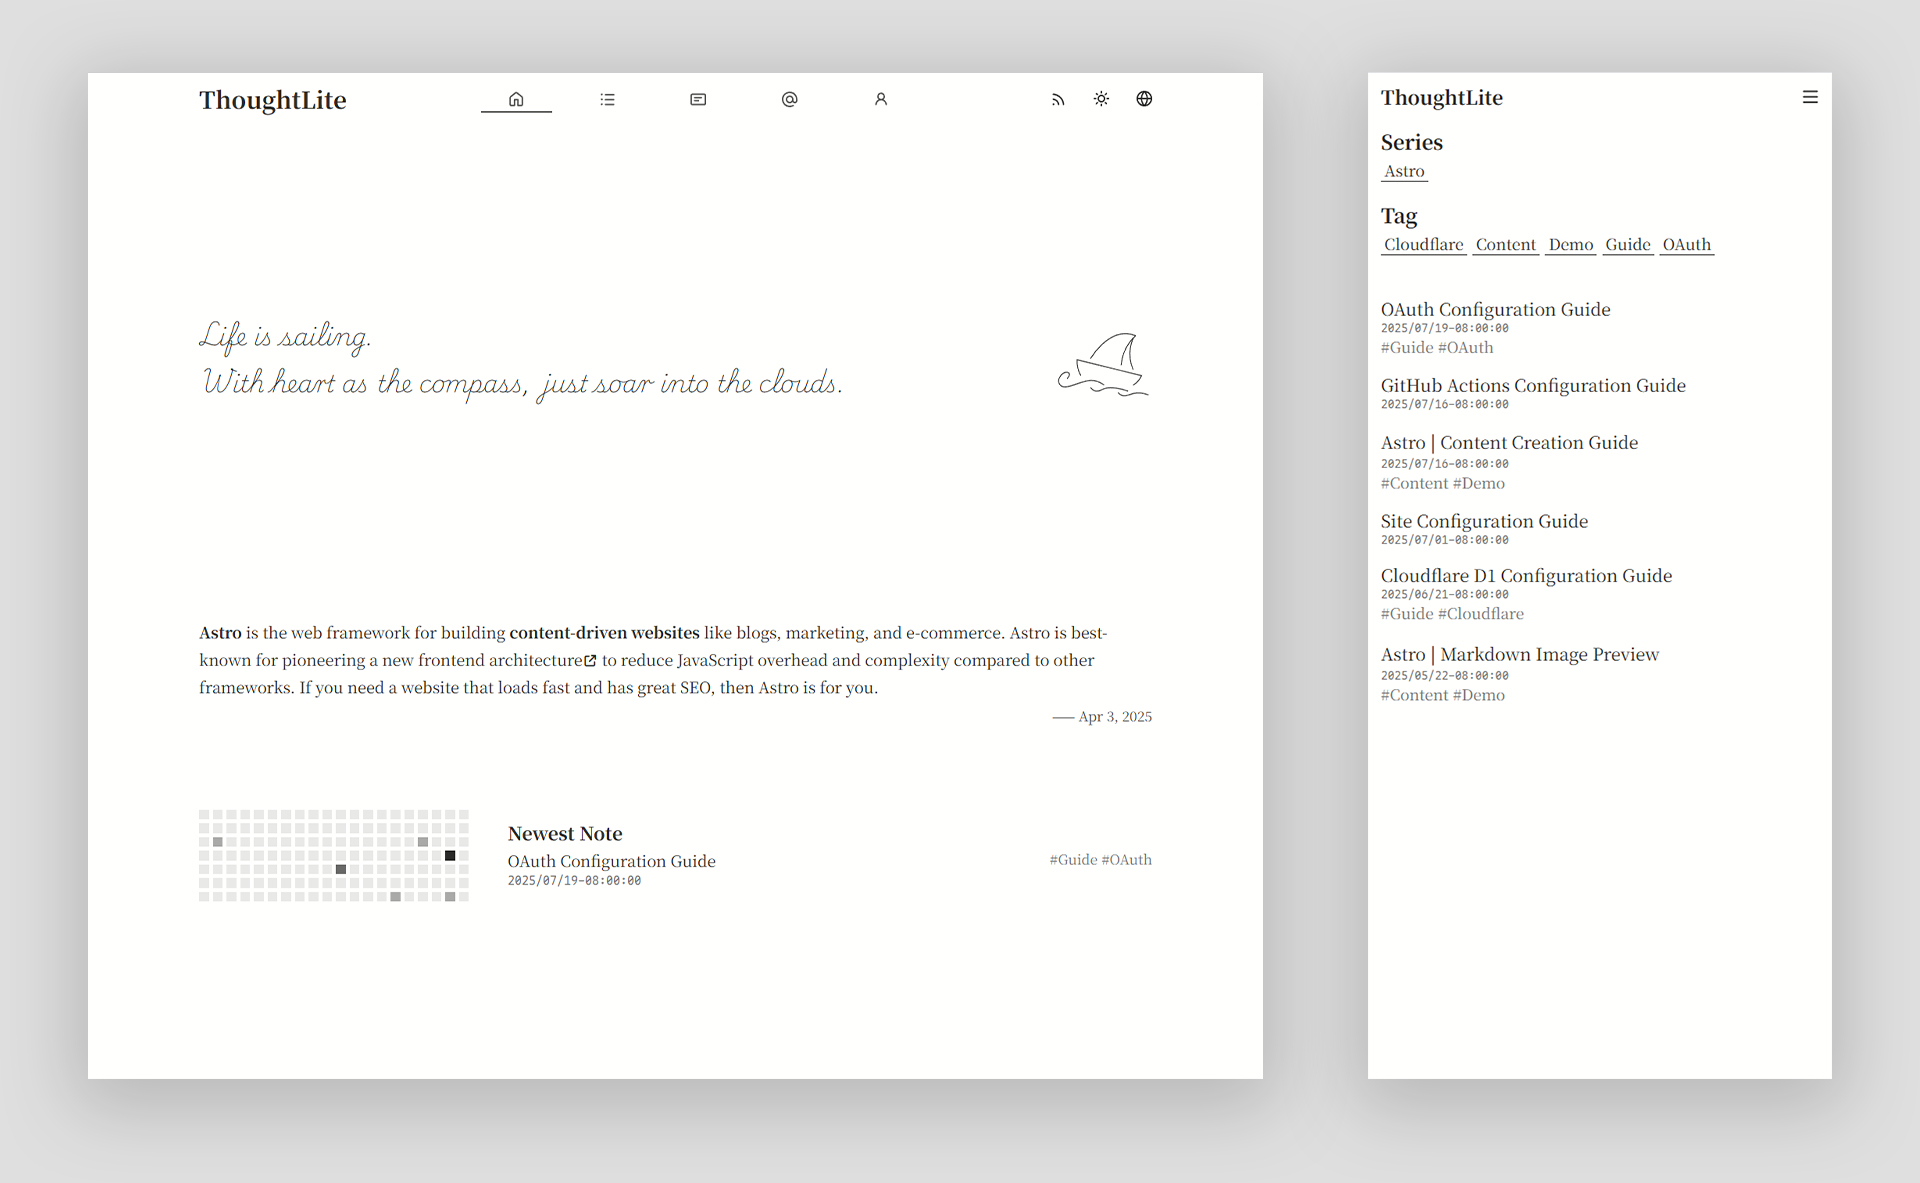 ThoughtLite
Life is sailing.
With heart as the compass, just soar into the clouds.
Astro is the web framework for building content-driven websites like blogs, marketing, and e-commerce. Astro is best-
known for pioneering a new frontend architecture to reduce JavaScript overhead and complexity compared to other
frameworks. If you need a website that loads fast and has great SEO, then Astro is for you.
—— Apr 3, 2025
Newest Note
OAuth Configuration Guide
2025/07/19-08:00:00
#Guide #OAuth
ThoughtLite
Series
Astro
Tag
Cloudflare Content Demo Guide OAuth
OAuth Configuration Guide
2025/07/19-08:00:00
#Guide #OAuth
GitHub Actions Configuration Guide
2025/07/16-08:00:00
Astro | Content Creation Guide
2025/07/16-08:00:00
#Content #Demo
Site Configuration Guide
2025/07/01-08:00:00
Cloudflare D1 Configuration Guide
2025/06/21-08:00:00
#Guide #Cloudflare
Astro | Markdown Image Preview
2025/05/22-08:00:00
#Content #Demo